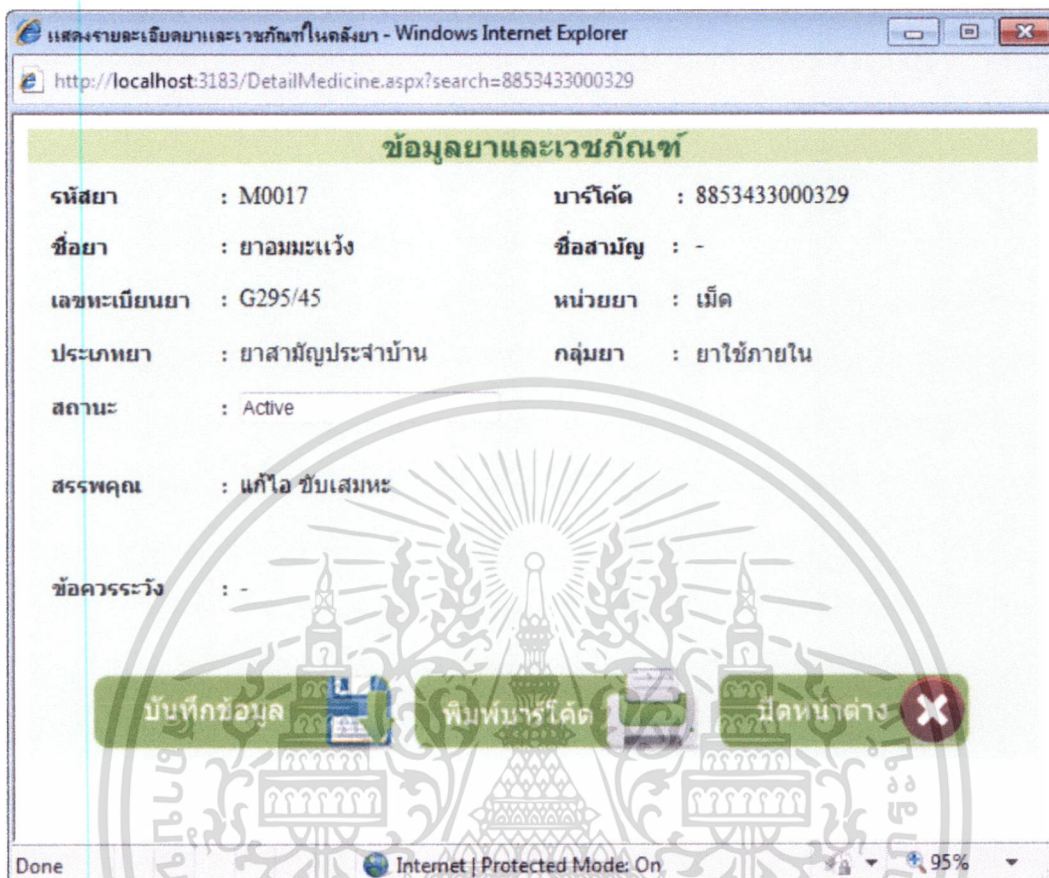 แสดงรายละเอียดยาและเวชภัณฑ์ในคลังยา - Windows Internet Explorer
http://localhost:3183/DetailMedicine.aspx?search=8853433000329
ข้อมูลยาและเวชภัณฑ์
รหัสยา : M0017 บาร์โค้ด : 8853433000329
ชื่อยา : ยาอมมะแว้ง ชื่อสามัญ : -
เลขทะเบียนยา : G295/45 หน่วยยา : เม็ด
ประเภทยา : ยาสามัญประจำบ้าน กลุ่มยา : ยาใช้ภายใน
สถานะ : Active
สรรพคุณ : แก้ไอ ขับเสมหะ
ข้อควรระวัง : -
บันทึกข้อมูล พิมพ์บาร์โค้ด ปิดหน้าต่าง
Done Internet | Protected Mode: On 95%